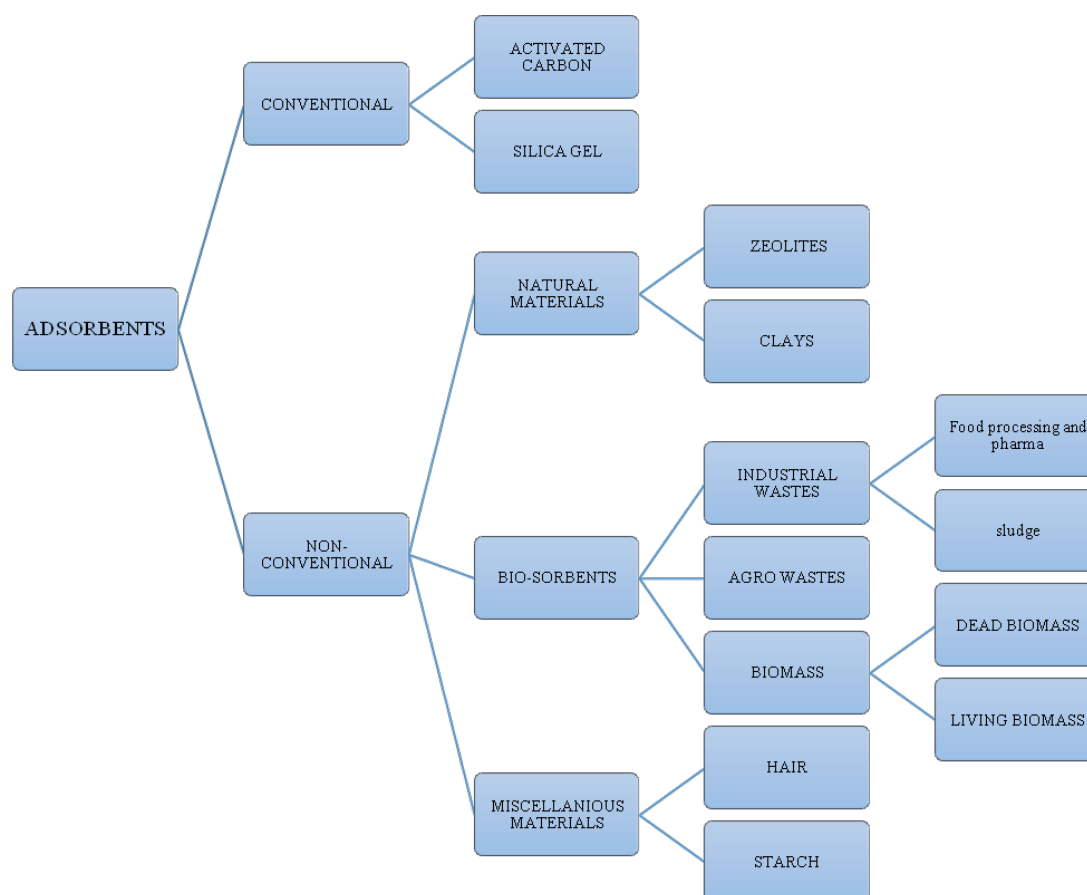 ADSORBENTS
CONVENTIONAL
ACTIVATED
CARBON
SILICA GEL
NON-
CONVENTIONAL
NATURAL
MATERIALS
ZEOLITES
CLAYS
BIO-SORBENTS
INDUSTRIAL
WASTES
Food processing and
pharma
sludge
AGRO WASTES
BIOMASS
DEAD BIOMASS
LIVING BIOMASS
MISCELLANIOUS
MATERIALS
HAIR
STARCH